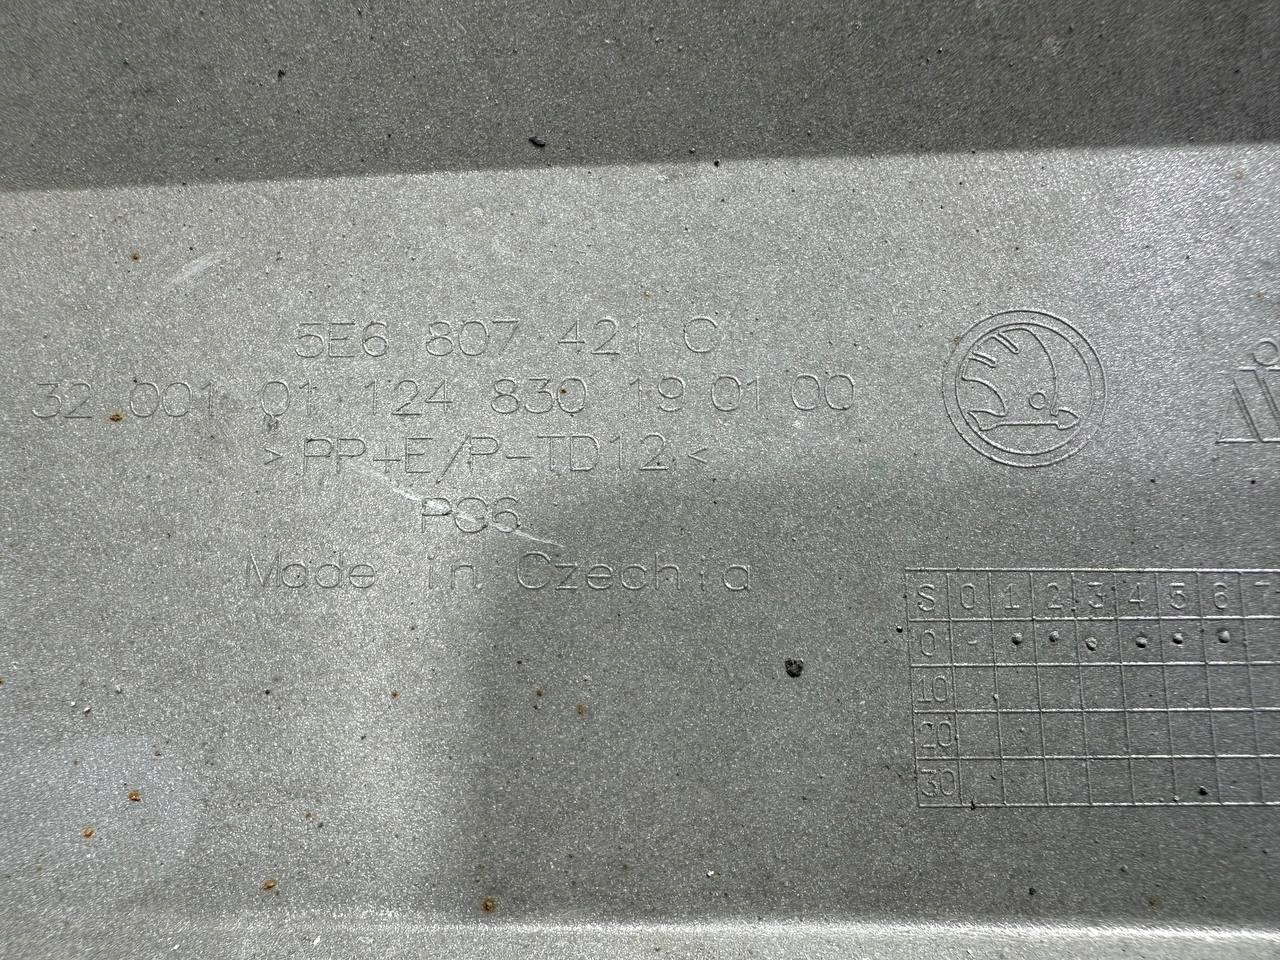 5E6 807 421 C
32 001 01 124 830 19 01 00
>PP+E/P-TD12<
PC6
Made in Czechia
S 0 1 2 3 4 5 6 7
0
10
20
30